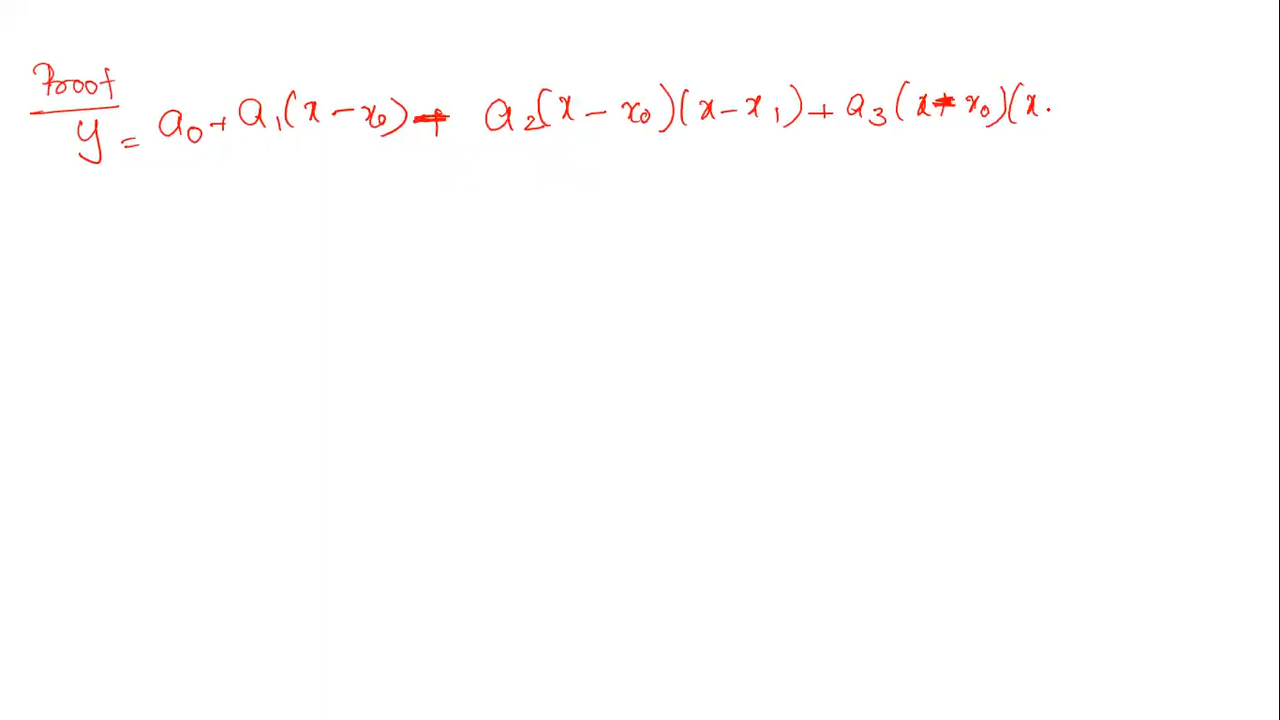 Proof
y = a₀ + a₁(x - x₀) + a₂(x - x₀)(x - x₁) + a₃(x - x₀)(x